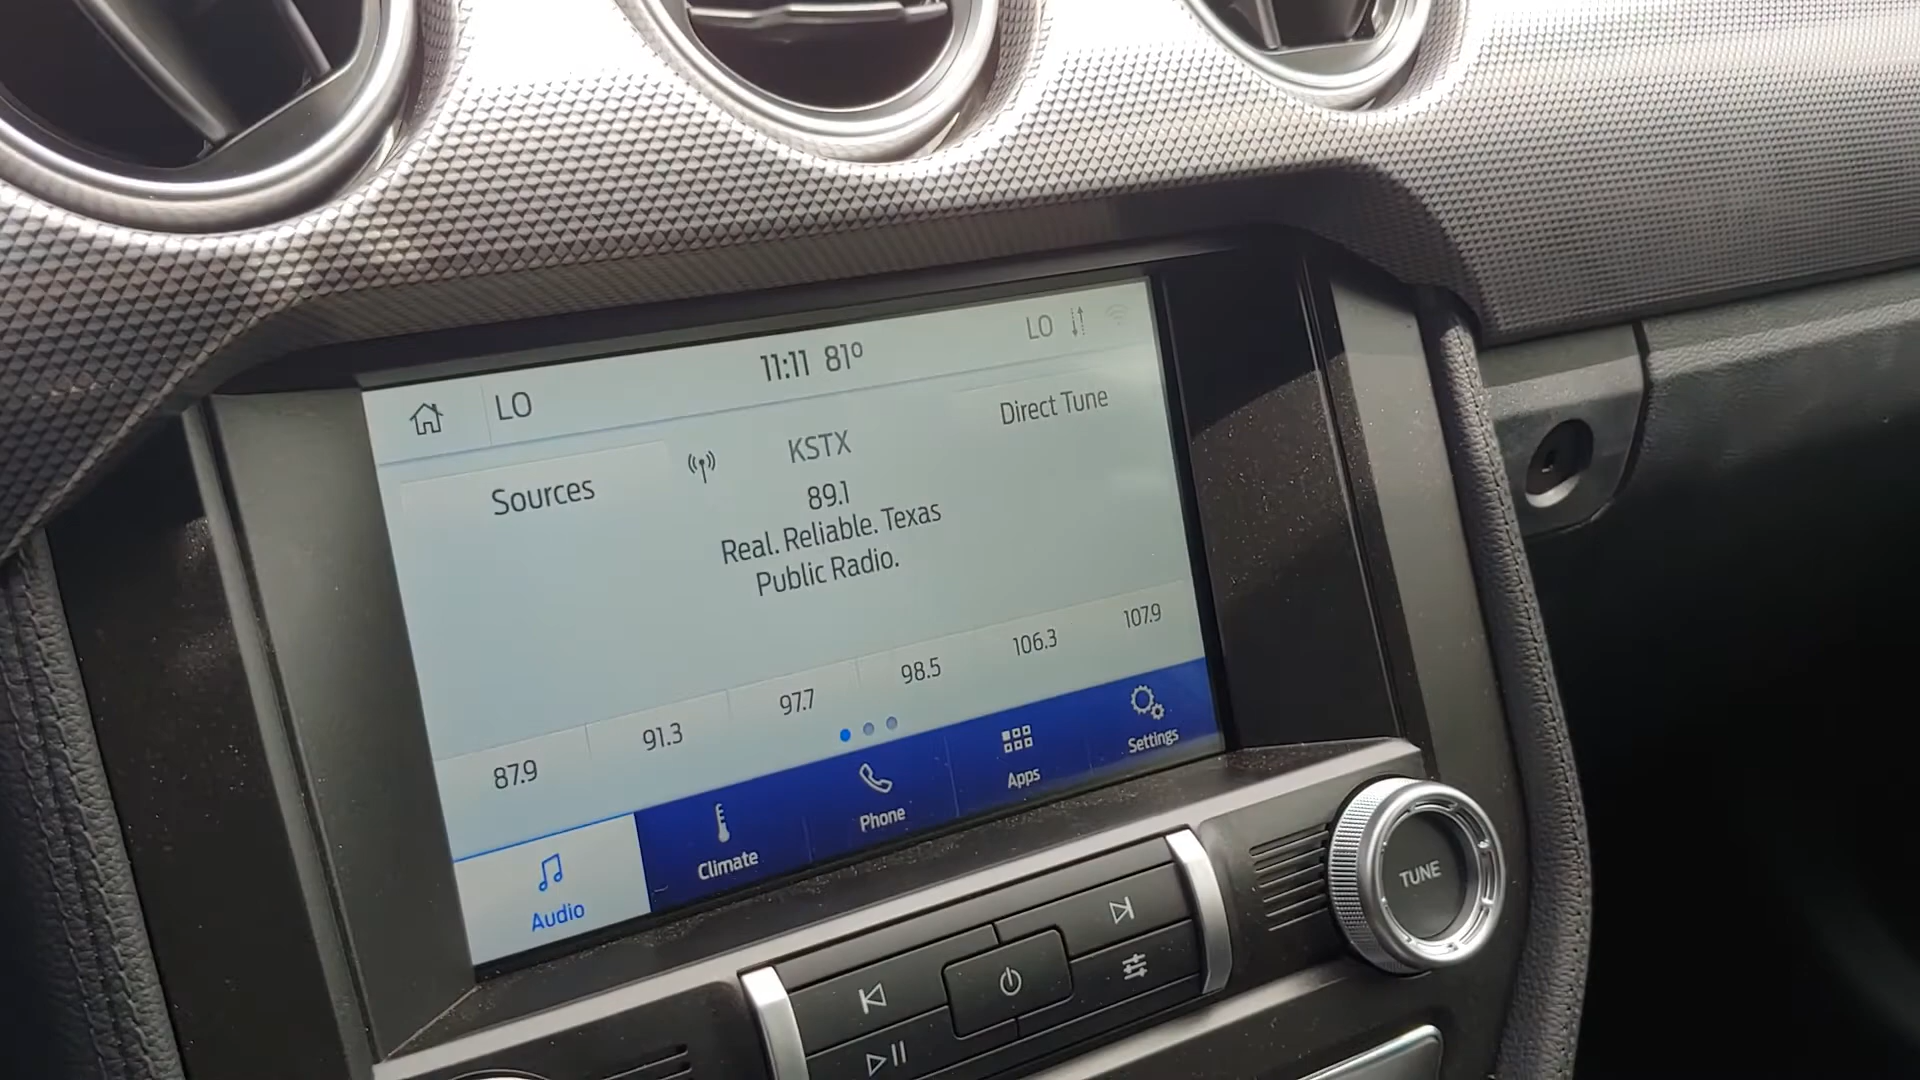 LO
11:11 81°
LO
Sources
KSTX
Direct Tune
89.1
Real. Reliable. Texas
Public Radio.
87.9
91.3
97.7
98.5
106.3
107.9
Audio
Climate
Phone
Apps
Settings
TUNE